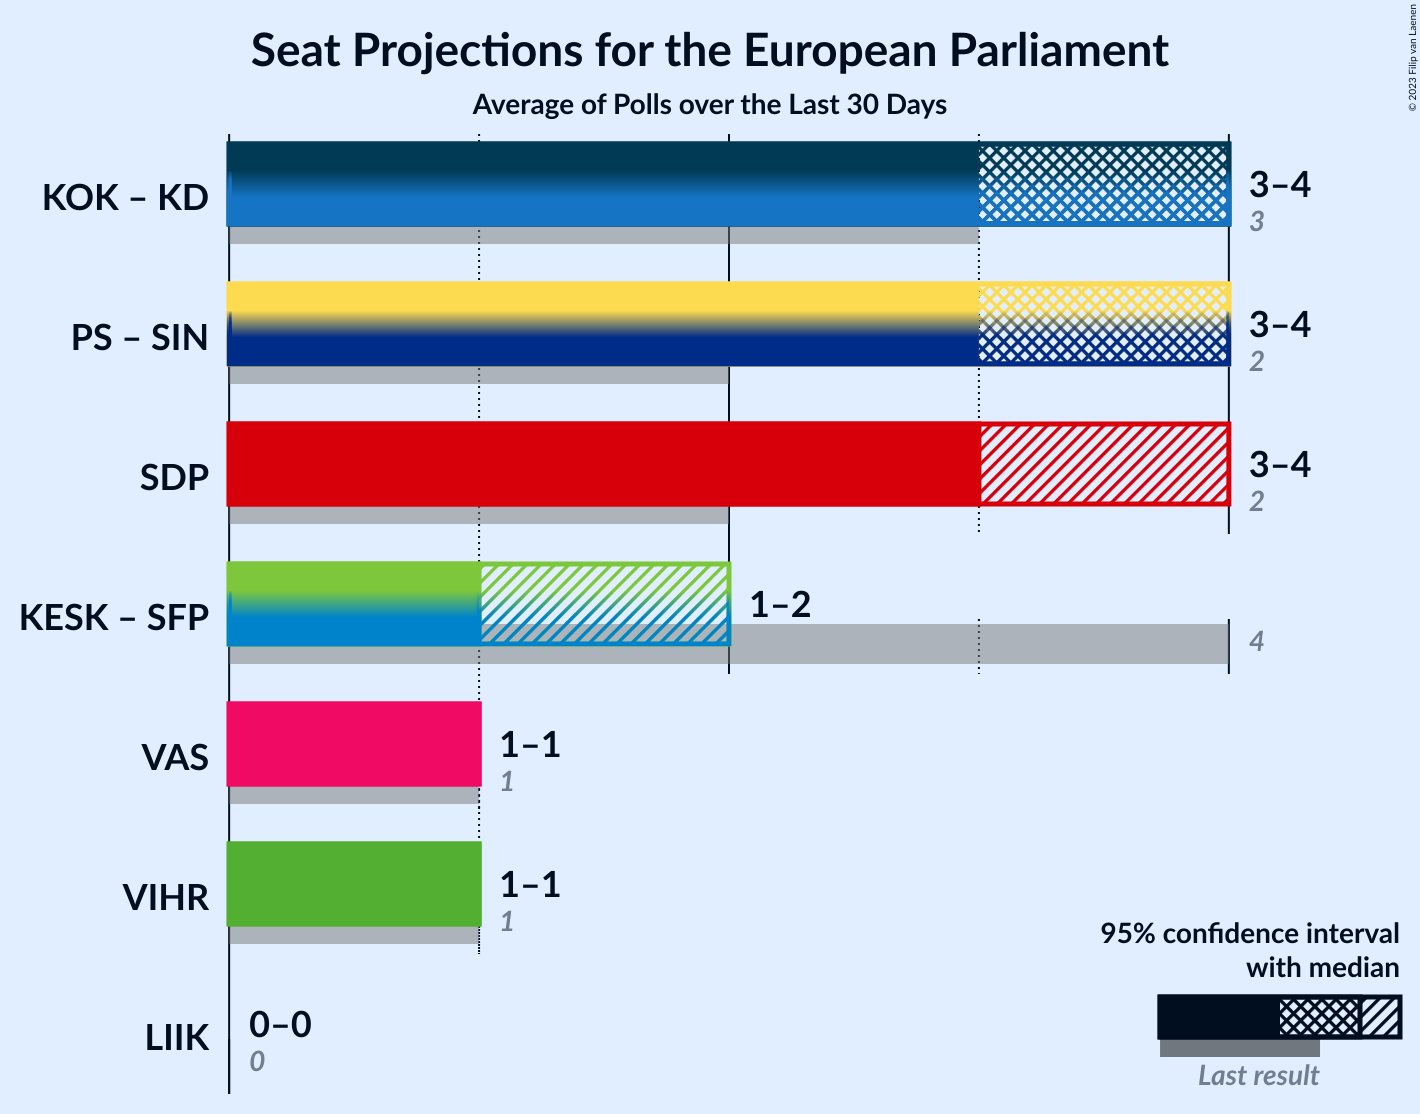 Seat Projections for the European Parliament
Average of Polls over the Last 30 Days
© 2023 Filip van Laenen
KOK – KD
3–4
3
PS – SIN
3–4
2
SDP
3–4
2
KESK – SFP
1–2
4
VAS
1–1
1
VIHR
1–1
1
LIIK
0–0
0
95% confidence interval
with median
Last result